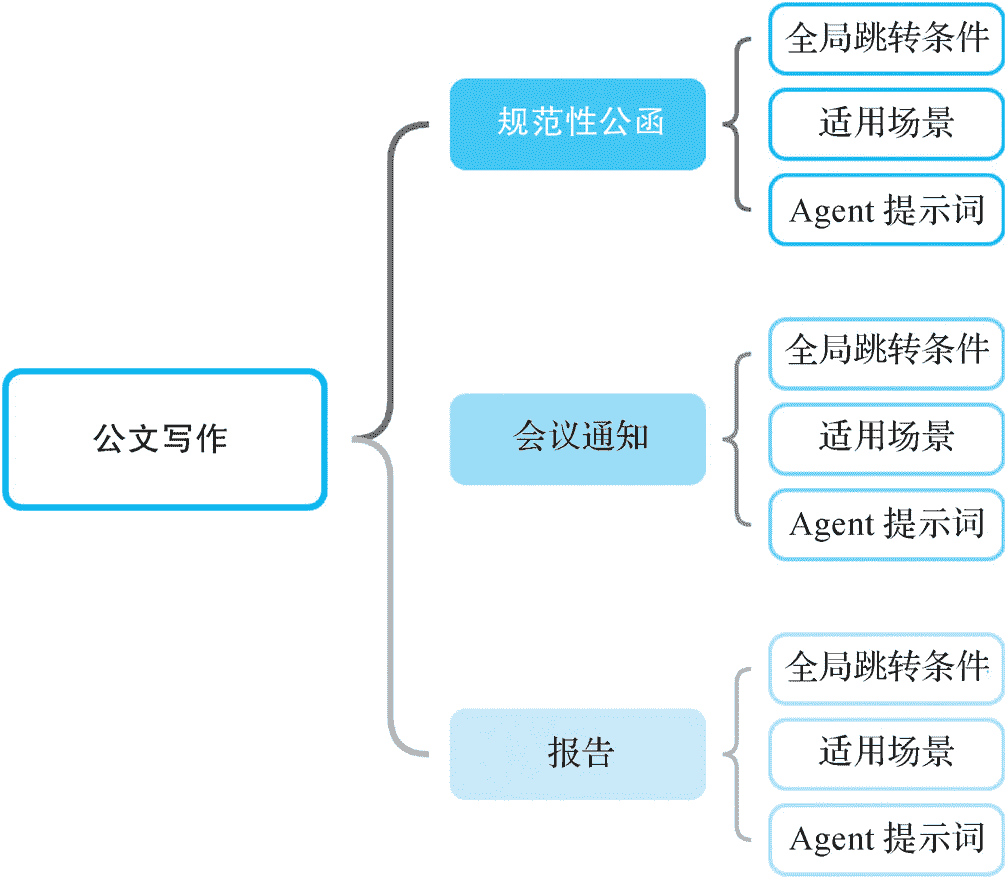 公文写作
规范性公函
全局跳转条件
适用场景
Agent 提示词
会议通知
全局跳转条件
适用场景
Agent 提示词
报告
全局跳转条件
适用场景
Agent 提示词